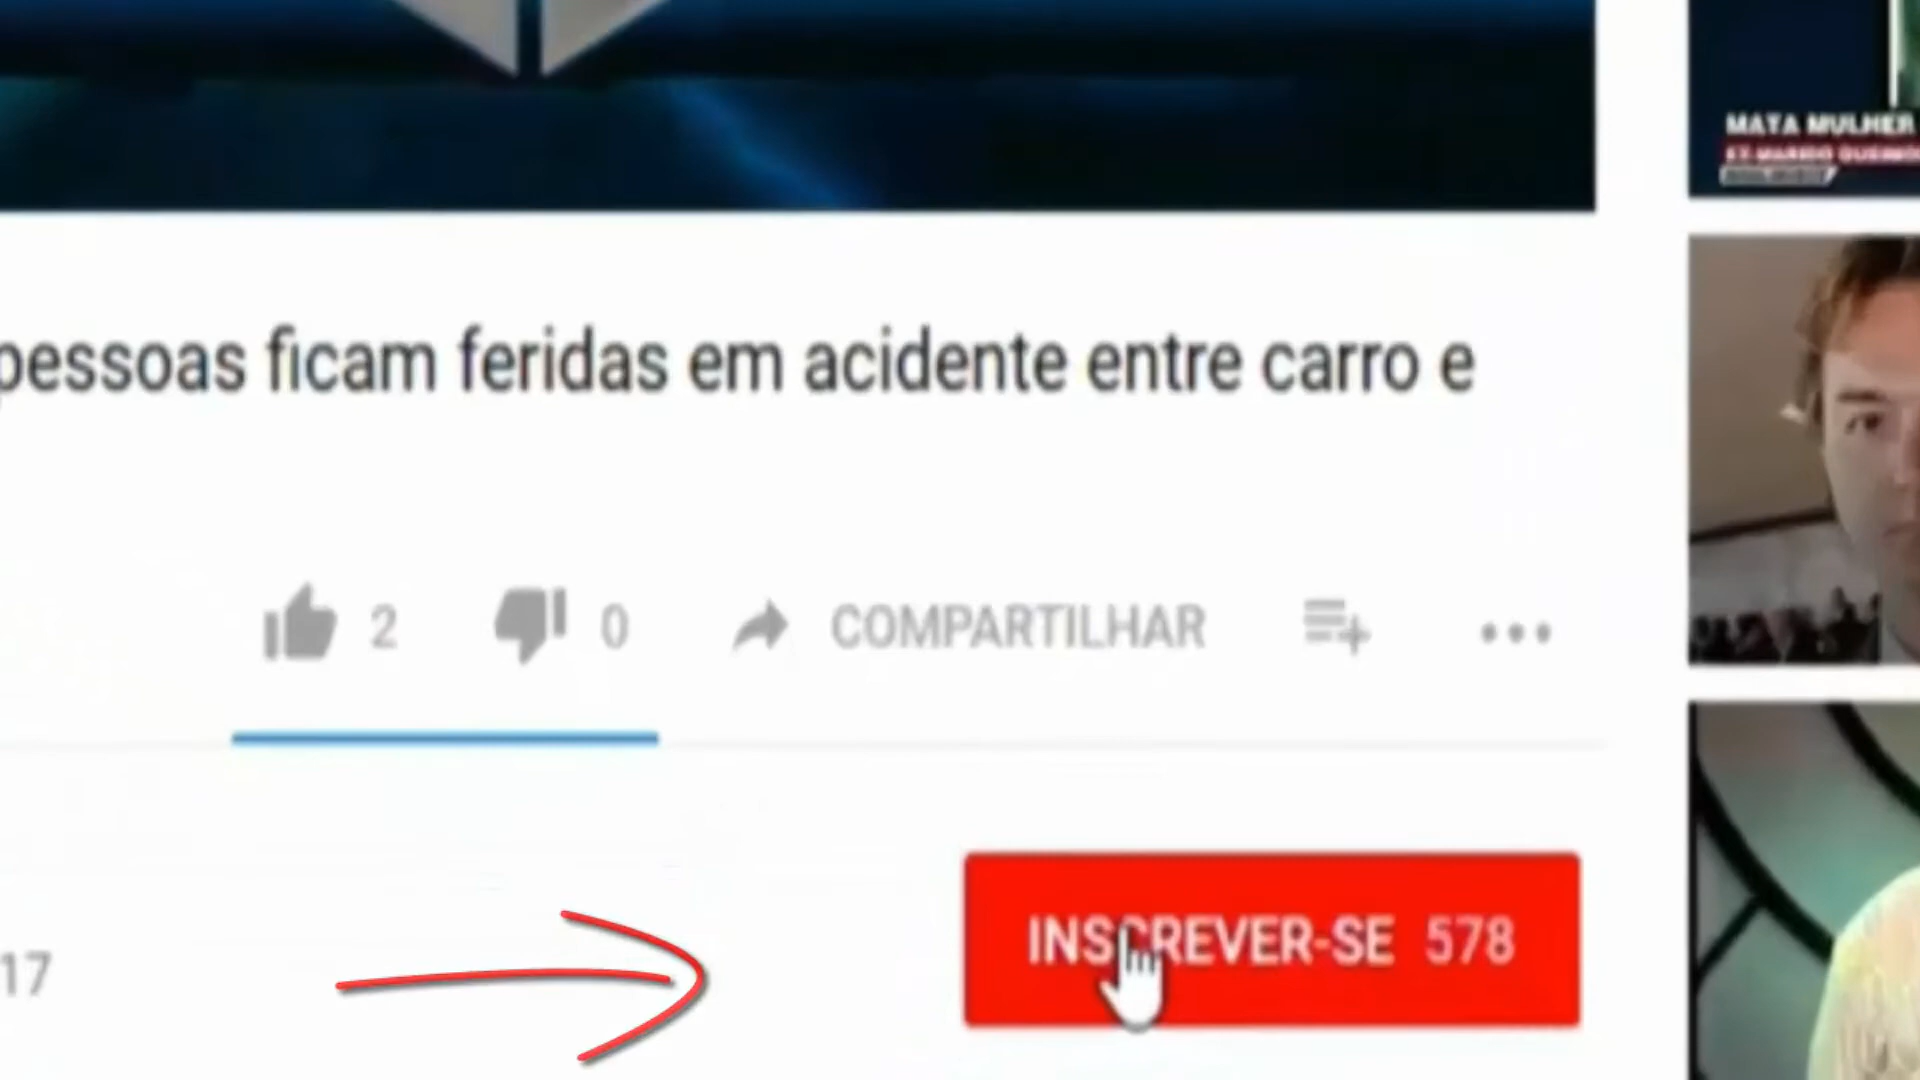 MATA MULHER
pessoas ficam feridas em acidente entre carro e
2 0 COMPARTILHAR
INSCREVER-SE 578
17